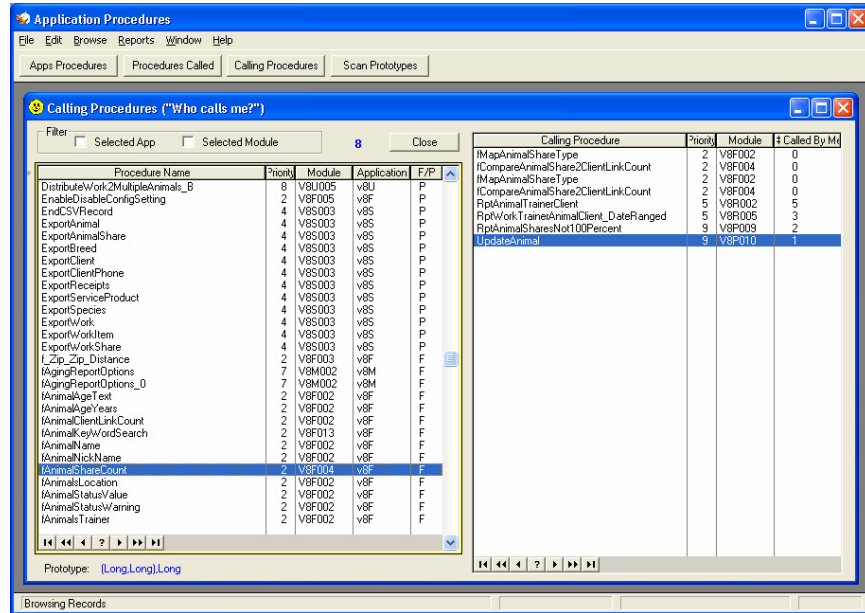 Application Procedures
File Edit Browse Reports Window Help
Apps Procedures Procedures Called Calling Procedures Scan Prototypes
Calling Procedures ("Who calls me?")
Filter
Selected App Selected Module 8 Close
Procedure Name Priority Module Application F/P
DistributeWork2MultipleAnimals_B 8 V8U005 v8U P
EnableDisableConfigSetting 2 V8F005 v8F P
EndCSVRecord 4 V8S003 v8S P
ExportAnimal 4 V8S003 v8S P
ExportAnimalShare 4 V8S003 v8S P
ExportBreed 4 V8S003 v8S P
ExportClient 4 V8S003 v8S P
ExportClientPhone 4 V8S003 v8S P
ExportReceipts 4 V8S003 v8S P
ExportServiceProduct 4 V8S003 v8S P
ExportSpecies 4 V8S003 v8S P
ExportWork 4 V8S003 v8S P
ExportWorkItem 4 V8S003 v8S P
ExportWorkShare 4 V8S003 v8S P
f_Zip_Zip_Distance 2 V8F003 v8F F
fAgingReportOptions 7 V8M002 v8M F
fAgingReportOptions_0 7 V8M002 v8M F
fAnimalAgeText 2 V8F002 v8F F
fAnimalAgeYears 2 V8F002 v8F F
fAnimalClientLinkCount 2 V8F002 v8F F
fAnimalKeyWordSearch 2 V8F013 v8F F
fAnimalName 2 V8F002 v8F F
fAnimalNickName 2 V8F002 v8F F
fAnimalShareCount 2 V8F004 v8F F
fAnimalsLocation 2 V8F002 v8F F
fAnimalStatusValue 2 V8F002 v8F F
fAnimalStatusWarning 2 V8F002 v8F F
fAnimalsTrainer 2 V8F002 v8F F
?
Prototype: (Long,Long),Long
Calling Procedure Priority Module # Called By Me
fMapAnimalShareType 2 V8F002 0
fCompareAnimalShare2ClientLinkCount 2 V8F004 0
fMapAnimalShareType 2 V8F002 0
fCompareAnimalShare2ClientLinkCount 2 V8F004 0
RptAnimalTrainerClient 5 V8R002 5
RptWorkTrainerAnimalClient_DateRanged 5 V8R005 3
RptAnimalSharesNot100Percent 9 V8P009 2
UpdateAnimal 9 V8P010 1
?
Browsing Records